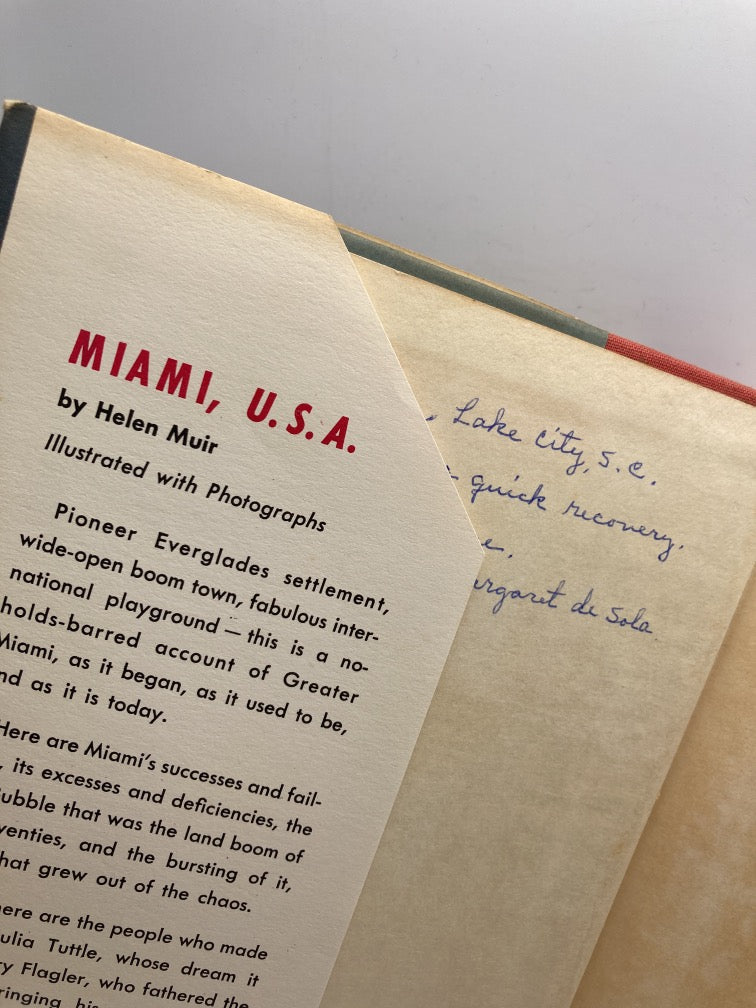 MIAMI, U.S.A.
by Helen Muir
Illustrated with Photographs
Pioneer Everglades settlement,
wide-open boom town, fabulous inter-
national playground — this is a no-
holds-barred account of Greater
Miami, as it began, as it used to be,
nd as it is today.
Here are Miami's successes and fail-
, its excesses and deficiencies, the
ubble that was the land boom of
venties, and the bursting of it,
hat grew out of the chaos.
here are the people who made
ulia Tuttle, whose dream it
ry Flagler, who fathered the
ringing his
, Lake City, S.C.
quick recovery.
e.
rgaret de Sola